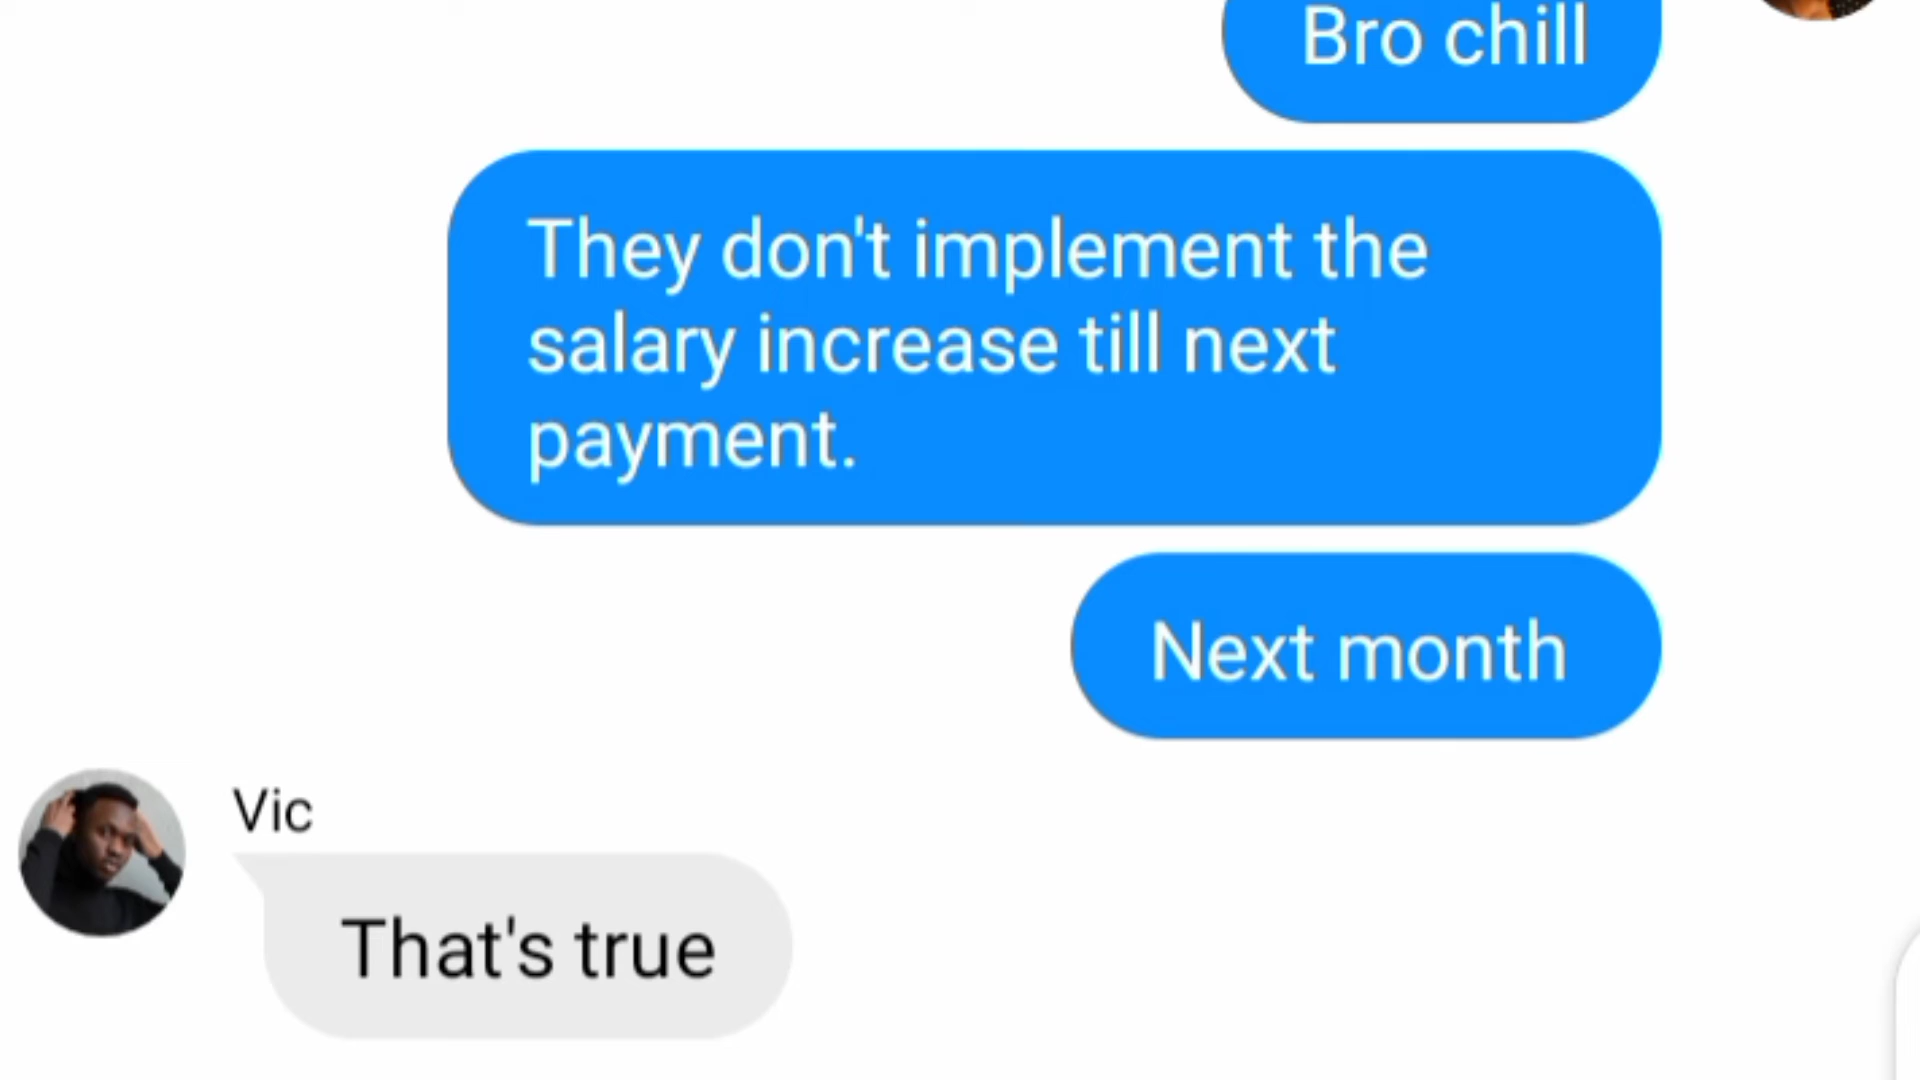 Bro chill
They don't implement the
salary increase till next
payment.
Next month
Vic
That's true